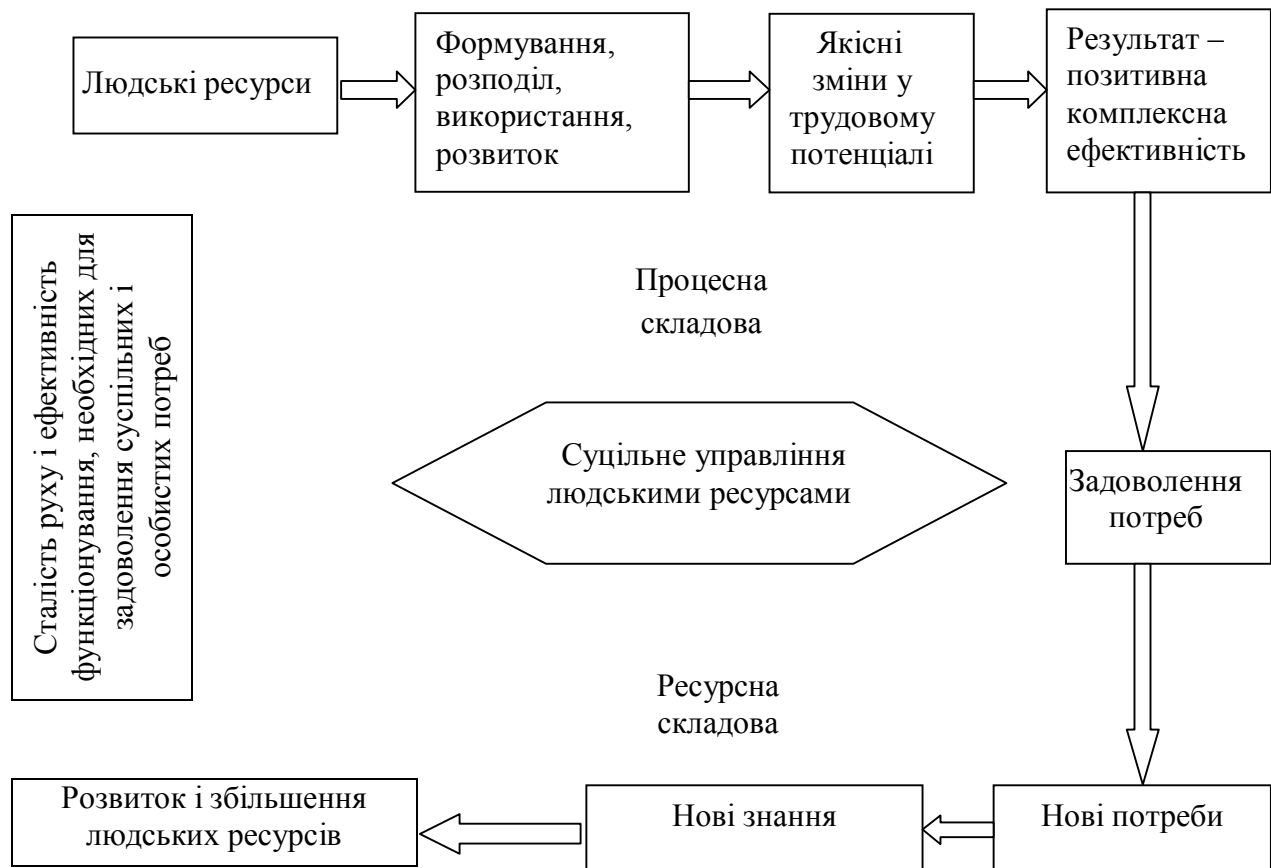 Людські ресурси
Формування,
розподіл,
використання,
розвиток
Якісні
зміни у
трудовому
потенціалі
Результат –
позитивна
комплексна
ефективність
Сталість руху і ефективність
функціонування, необхідних для
задоволення суспільних і
особистих потреб
Процесна
складова
Суцільне управління
людськими ресурсами
Задоволення
потреб
Ресурсна
складова
Розвиток і збільшення
людських ресурсів
Нові знання
Нові потреби